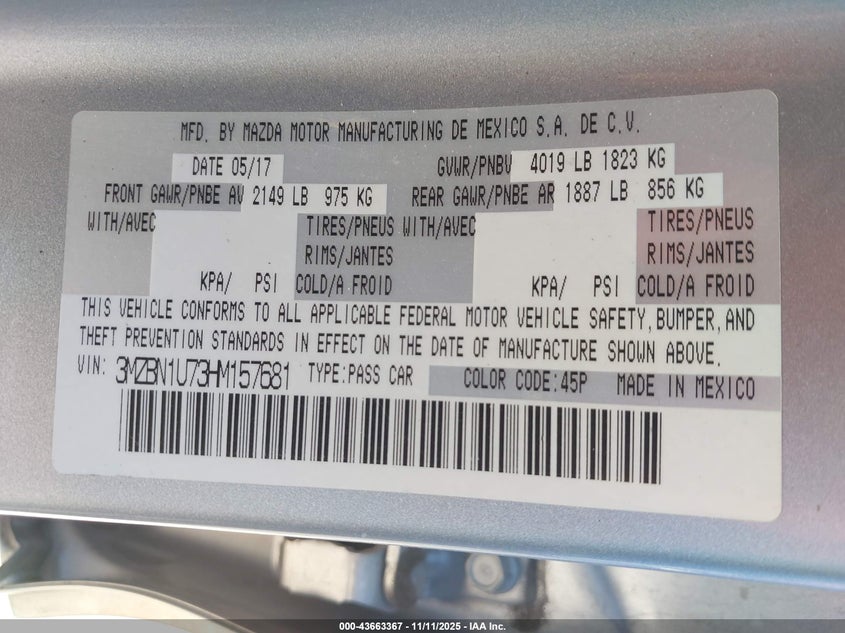 MFD. BY MAZDA MOTOR MANUFACTURING DE MEXICO S.A. DE C.V.
DATE 05/17 GVWR/PNBV 4019 LB 1823 KG
FRONT GAWR/PNBE AV 2149 LB 975 KG REAR GAWR/PNBE AR 1887 LB 856 KG
WITH/AVEC TIRES/PNEUS WITH/AVEC TIRES/PNEUS
RIMS/JANTES RIMS/JANTES
KPA/ PSI COLD/A FROID KPA/ PSI COLD/A FROID
THIS VEHICLE CONFORMS TO ALL APPLICABLE FEDERAL MOTOR VEHICLE SAFETY, BUMPER, AND
THEFT PREVENTION STANDARDS IN EFFECT ON THE DATE OF MANUFACTURE SHOWN ABOVE.
VIN: 3MZBN1U73HM157681 TYPE:PASS CAR COLOR CODE:45P MADE IN MEXICO
000-43663367 - 11/11/2025 - IAA Inc.